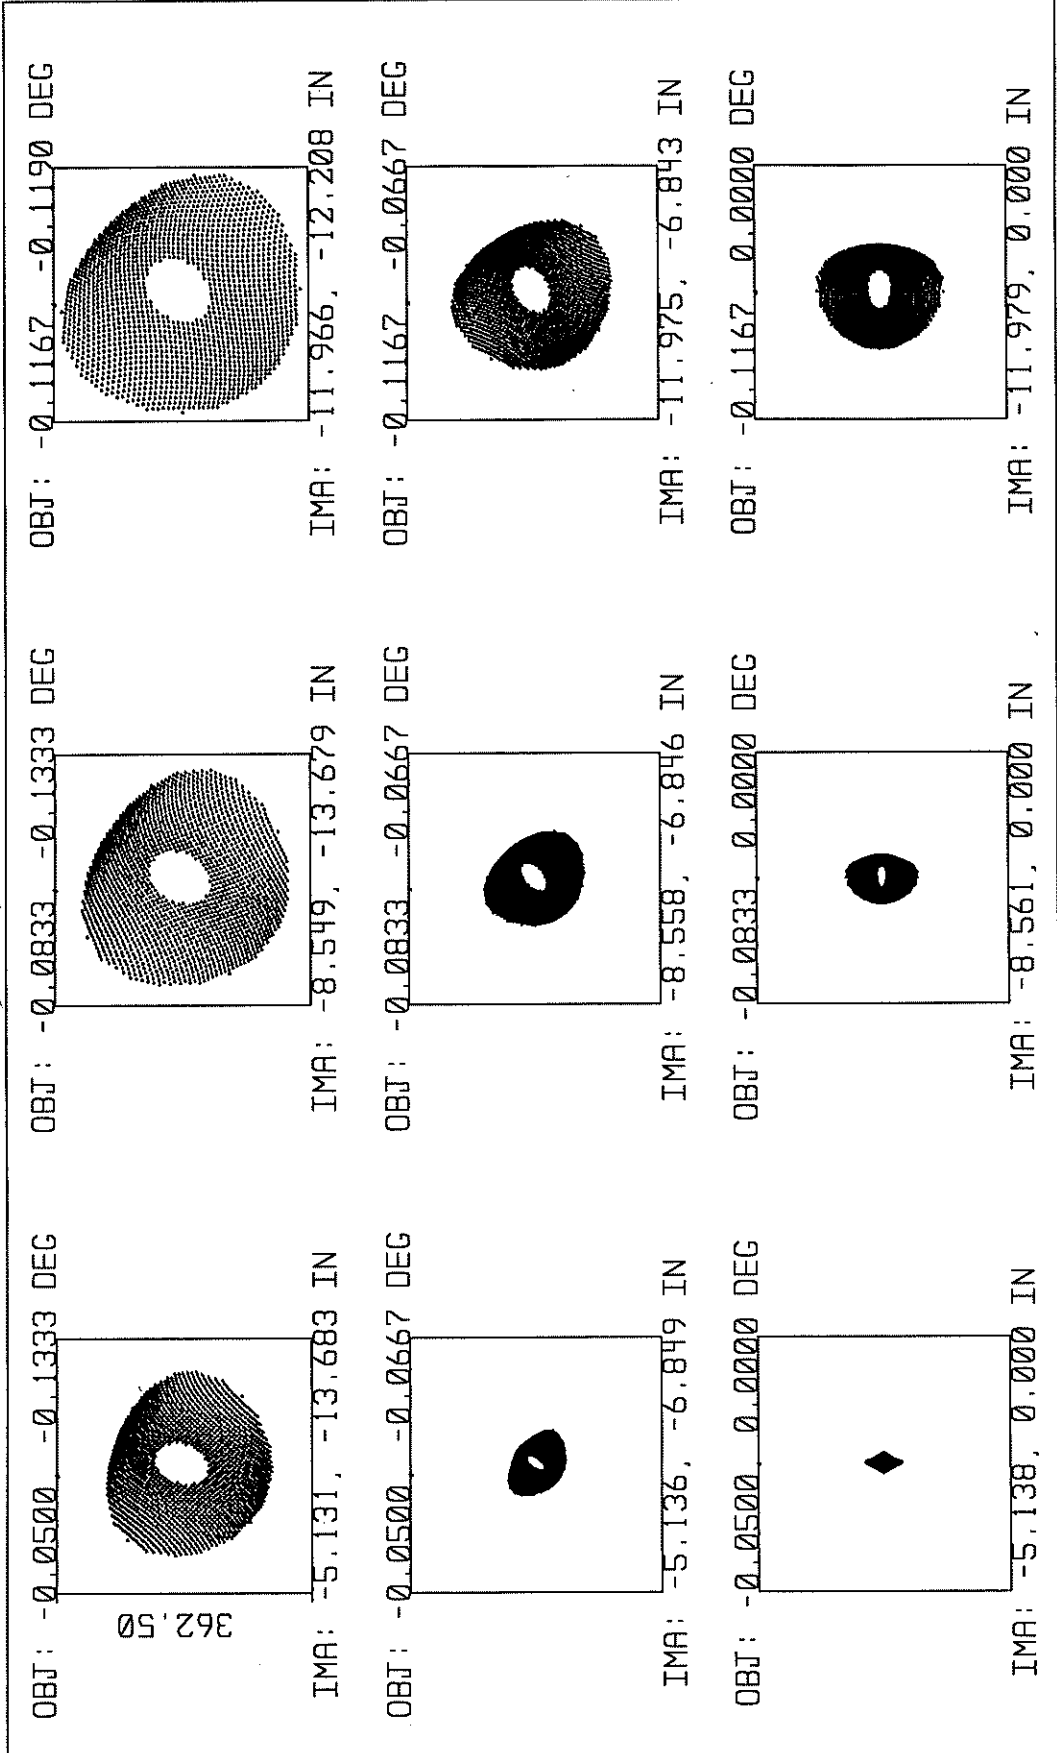 OBJ: -0.0500 -0.1333 DEG
362.50
IMA: -5.131, -13.683 IN
OBJ: -0.0833 -0.1333 DEG
IMA: -8.549, -13.679 IN
OBJ: -0.1167 -0.1190 DEG
IMA: -11.966, -12.208 IN
OBJ: -0.0500 -0.0667 DEG
IMA: -5.136, -6.849 IN
OBJ: -0.0833 -0.0667 DEG
IMA: -8.558, -6.846 IN
OBJ: -0.1167 -0.0667 DEG
IMA: -11.975, -6.843 IN
OBJ: -0.0500 0.0000 DEG
IMA: -5.138, 0.000 IN
OBJ: -0.0833 0.0000 DEG
IMA: -8.561, 0.000 IN
OBJ: -0.1167 0.0000 DEG
IMA: -11.979, 0.000 IN